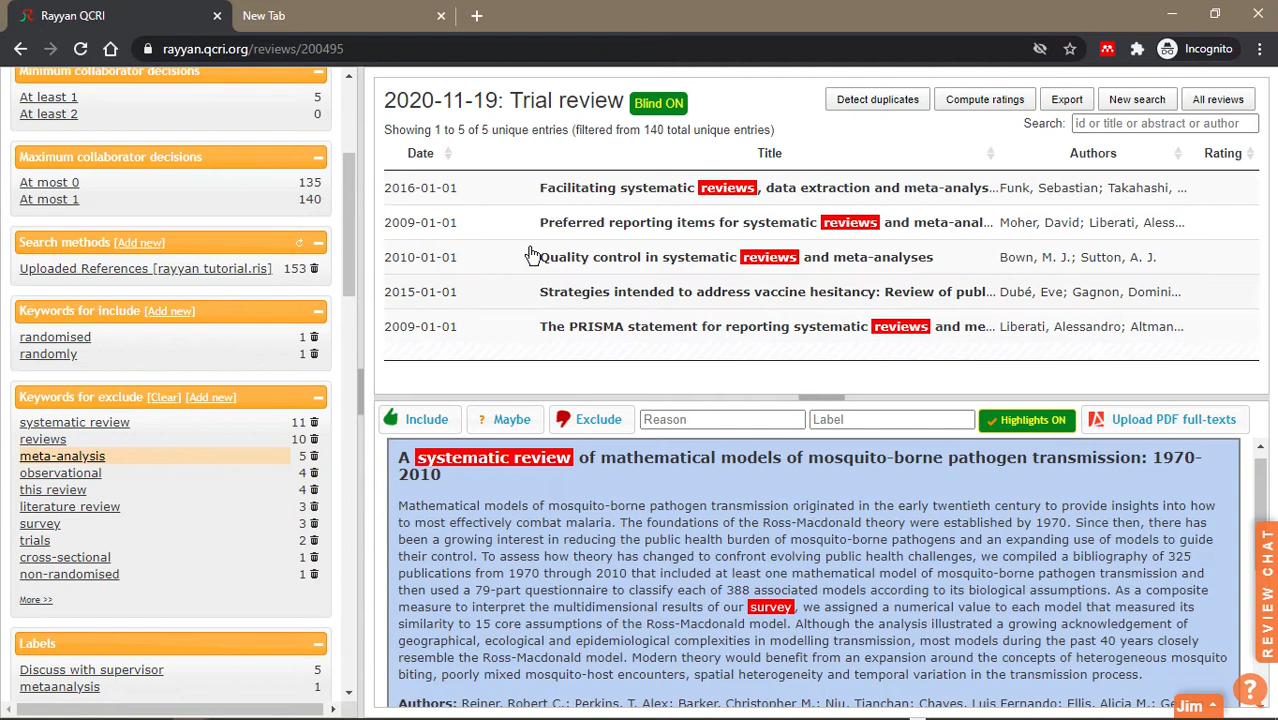 Rayyan QCRI
New Tab
rayyan.qcri.org/reviews/200495
Incognito
Minimum collaborator decisions
At least 1 5
At least 2 0
Maximum collaborator decisions
At most 0 135
At most 1 140
Search methods [Add new]
Uploaded References [rayyan tutorial.ris] 153
Keywords for include [Add new]
randomised 1
randomly 1
Keywords for exclude [Clear] [Add new]
systematic review 11
reviews 10
meta-analysis 5
observational 4
this review 4
literature review 3
survey 3
trials 2
cross-sectional 1
non-randomised 1
More >>
Labels
Discuss with supervisor 5
metaanalysis 1
2020-11-19: Trial review Blind ON
Detect duplicates Compute ratings Export New search All reviews
Showing 1 to 5 of 5 unique entries (filtered from 140 total unique entries)
Search: id or title or abstract or author
Date Title Authors Rating
2016-01-01 Facilitating systematic reviews, data extraction and meta-analys... Funk, Sebastian; Takahashi, ...
2009-01-01 Preferred reporting items for systematic reviews and meta-anal... Moher, David; Liberati, Aless...
2010-01-01 Quality control in systematic reviews and meta-analyses Bown, M. J.; Sutton, A. J.
2015-01-01 Strategies intended to address vaccine hesitancy: Review of publ... Dubé, Eve; Gagnon, Domini...
2009-01-01 The PRISMA statement for reporting systematic reviews and me... Liberati, Alessandro; Altman...
Include ? Maybe Exclude Reason Label Highlights ON Upload PDF full-texts
A systematic review of mathematical models of mosquito-borne pathogen transmission: 1970-
2010
Mathematical models of mosquito-borne pathogen transmission originated in the early twentieth century to provide insights into how
to most effectively combat malaria. The foundations of the Ross-Macdonald theory were established by 1970. Since then, there has
been a growing interest in reducing the public health burden of mosquito-borne pathogens and an expanding use of models to guide
their control. To assess how theory has changed to confront evolving public health challenges, we compiled a bibliography of 325
publications from 1970 through 2010 that included at least one mathematical model of mosquito-borne pathogen transmission and
then used a 79-part questionnaire to classify each of 388 associated models according to its biological assumptions. As a composite
measure to interpret the multidimensional results of our survey, we assigned a numerical value to each model that measured its
similarity to 15 core assumptions of the Ross-Macdonald model. Although the analysis illustrated a growing acknowledgement of
geographical, ecological and epidemiological complexities in modelling transmission, most models during the past 40 years closely
resemble the Ross-Macdonald model. Modern theory would benefit from an expansion around the concepts of heterogeneous mosquito
biting, poorly mixed mosquito-host encounters, spatial heterogeneity and temporal variation in the transmission process.
Authors: Reiner, Robert C.; Perkins, T. Alex; Barker, Christopher M.; Niu, Tianchan; Chaves, Luis Fernando; Ellis, Alicia M.;
REVIEW CHAT
?
Jim